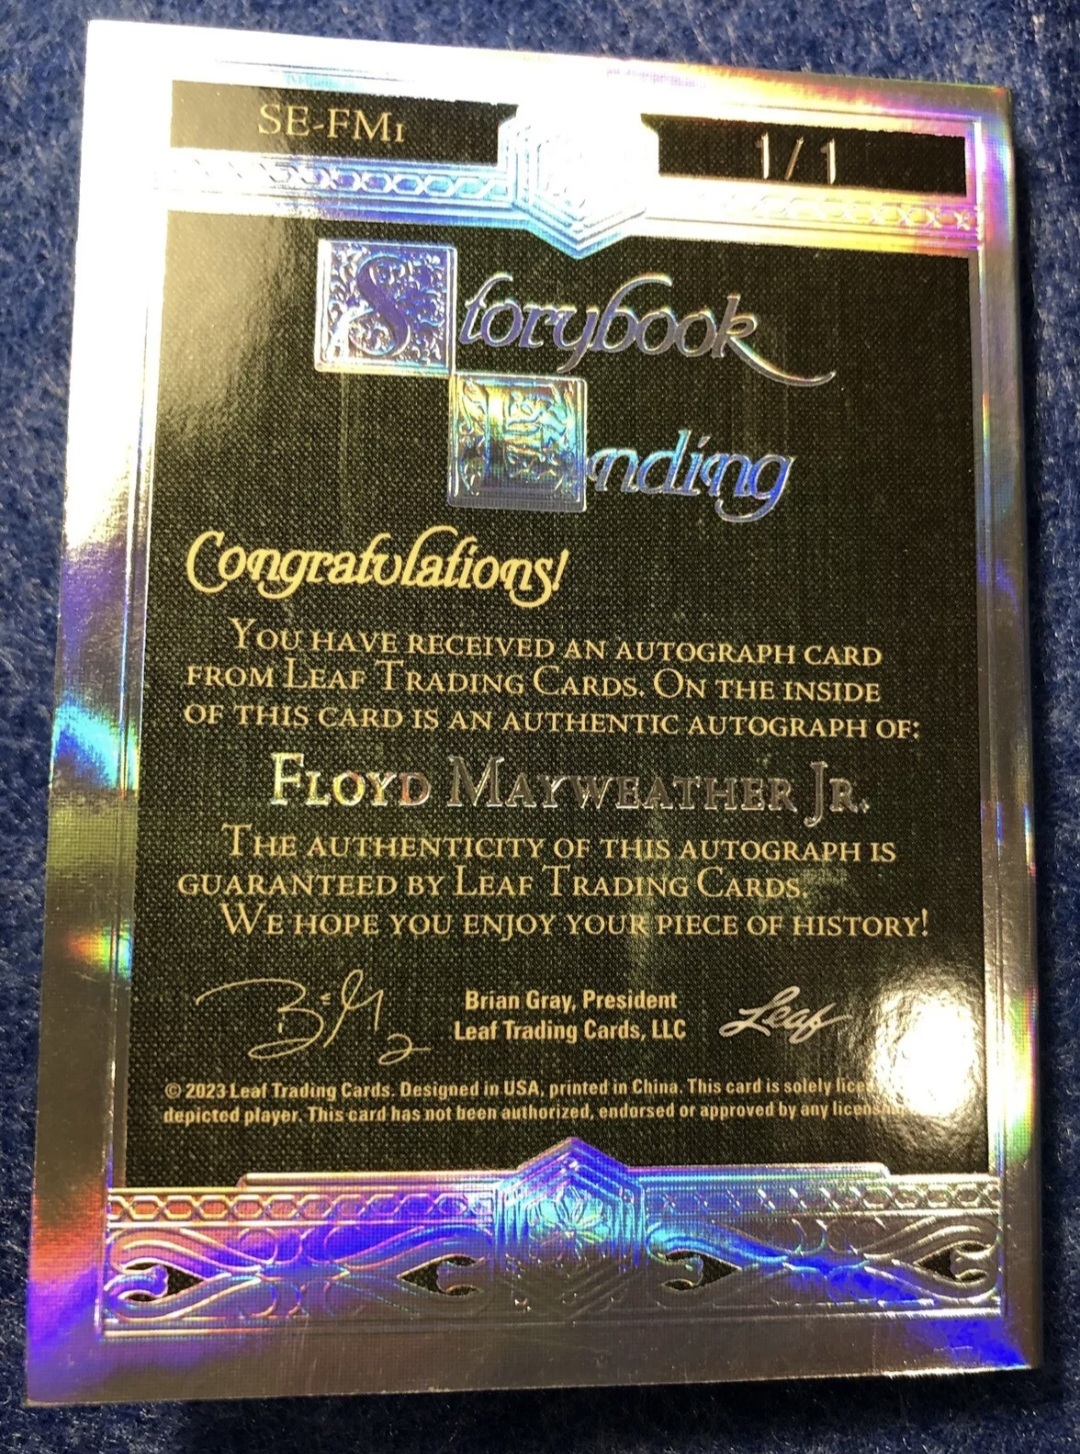 SE-FM1
1/1
Storybook
Ending
Congratulations!
YOU HAVE RECEIVED AN AUTOGRAPH CARD
FROM LEAF TRADING CARDS. ON THE INSIDE
OF THIS CARD IS AN AUTHENTIC AUTOGRAPH OF:
FLOYD MAYWEATHER JR.
THE AUTHENTICITY OF THIS AUTOGRAPH IS
GUARANTEED BY LEAF TRADING CARDS.
WE HOPE YOU ENJOY YOUR PIECE OF HISTORY!
Brian Gray, President
Leaf Trading Cards, LLC
Leaf
© 2023 Leaf Trading Cards. Designed in USA, printed in China. This card is solely
depicted player. This card has not been authorized, endorsed or approved by any